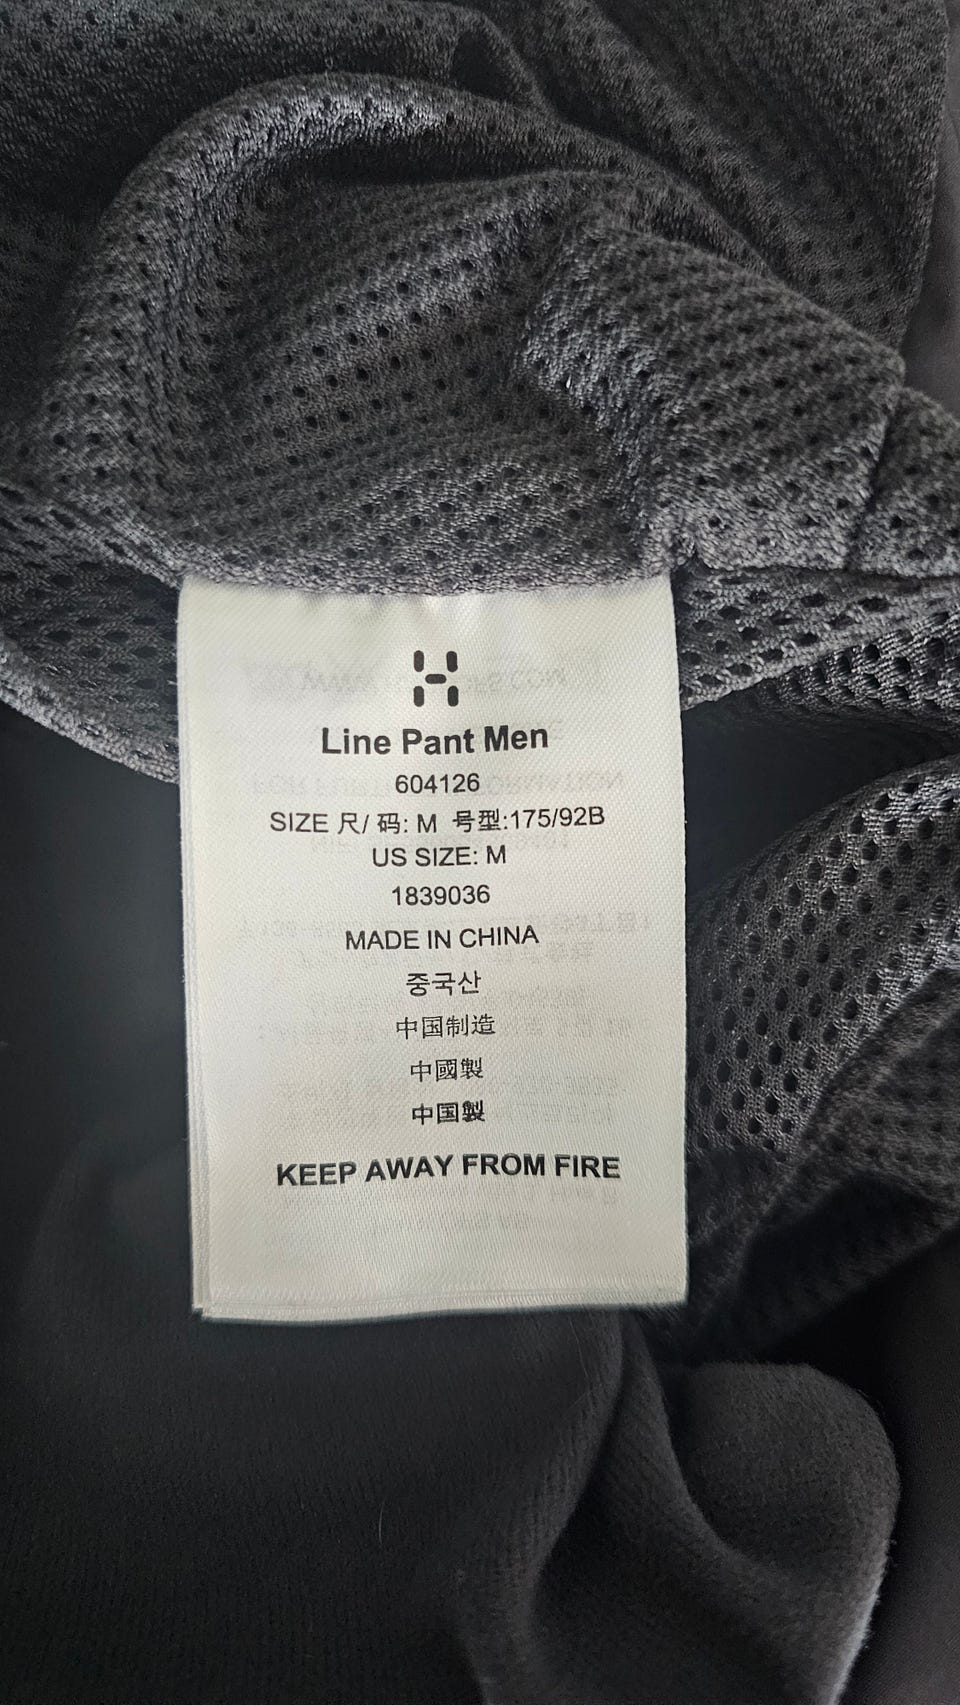 Line Pant Men
604126
SIZE 尺/ 码: M 号型:175/92B
US SIZE: M
1839036
MADE IN CHINA
중국산
中国制造
中國製
中国製
KEEP AWAY FROM FIRE